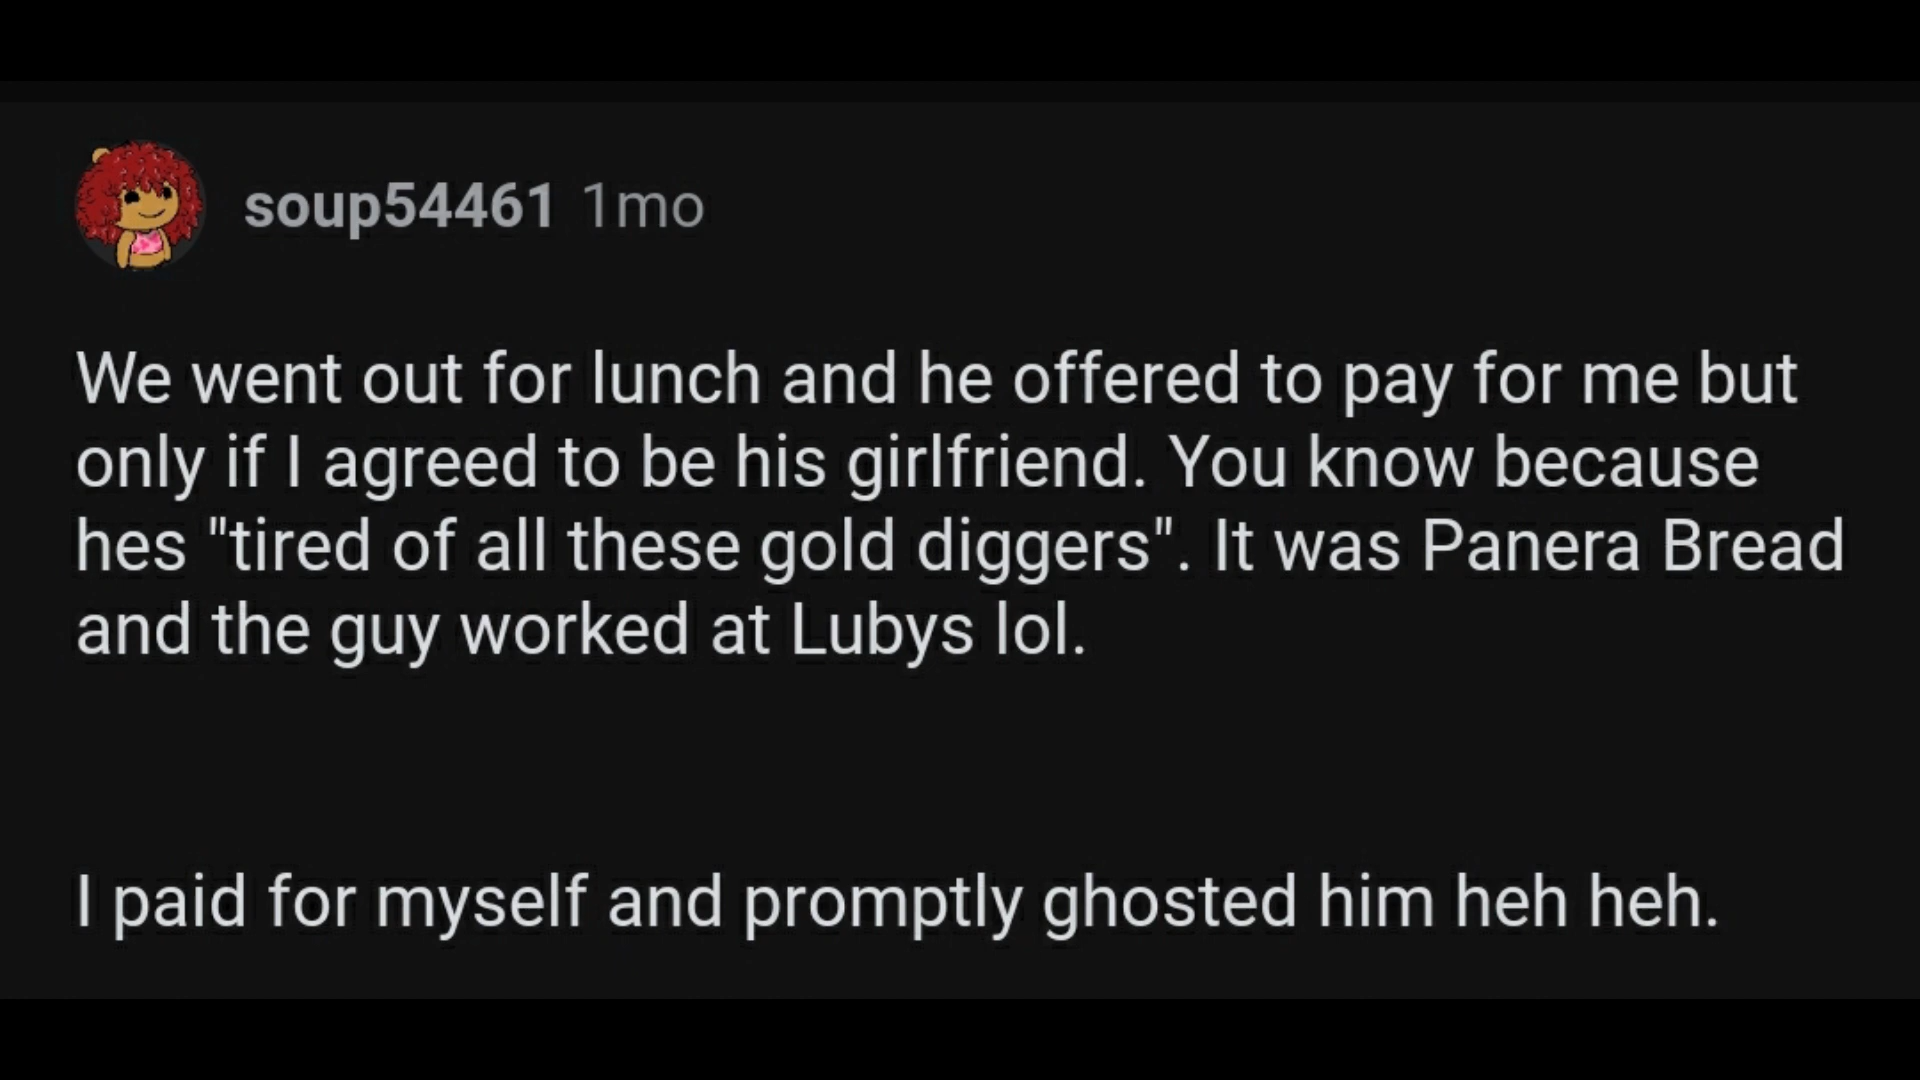 soup54461 1mo
We went out for lunch and he offered to pay for me but
only if I agreed to be his girlfriend. You know because
hes "tired of all these gold diggers". It was Panera Bread
and the guy worked at Lubys lol.
I paid for myself and promptly ghosted him heh heh.